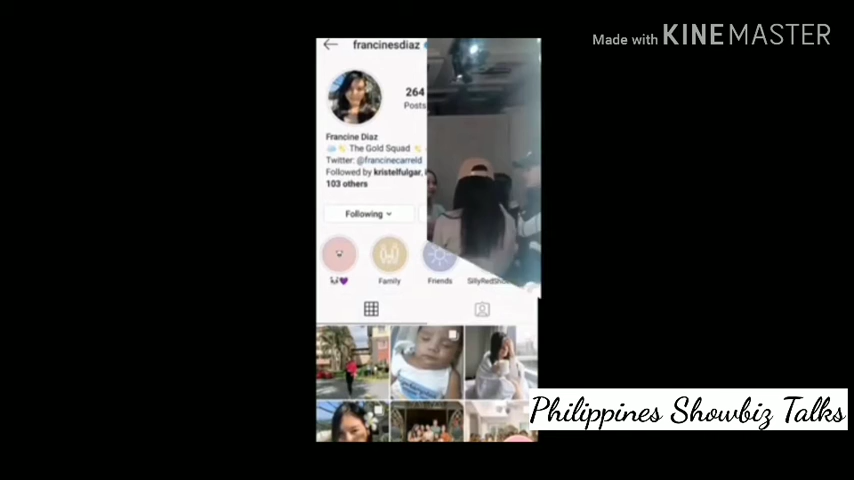 Made with KINEMASTER
francinesdiaz
264
Posts
Francine Diaz
The Gold Squad
Twitter: @francinecarreld
Followed by kristelfulgar,
103 others
Following
Family
Friends
Philippines Showbiz Talks